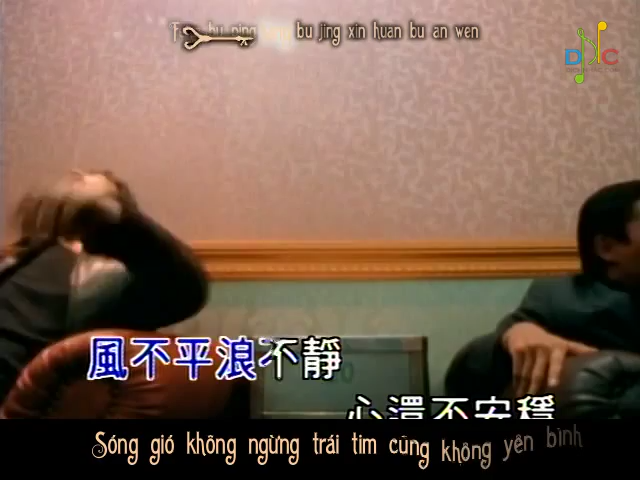 bu jing xin huan bu an wen
DC
風不平浪不靜
心還不安穩
Sóng gió không ngừng trái tim cũng không yên bình